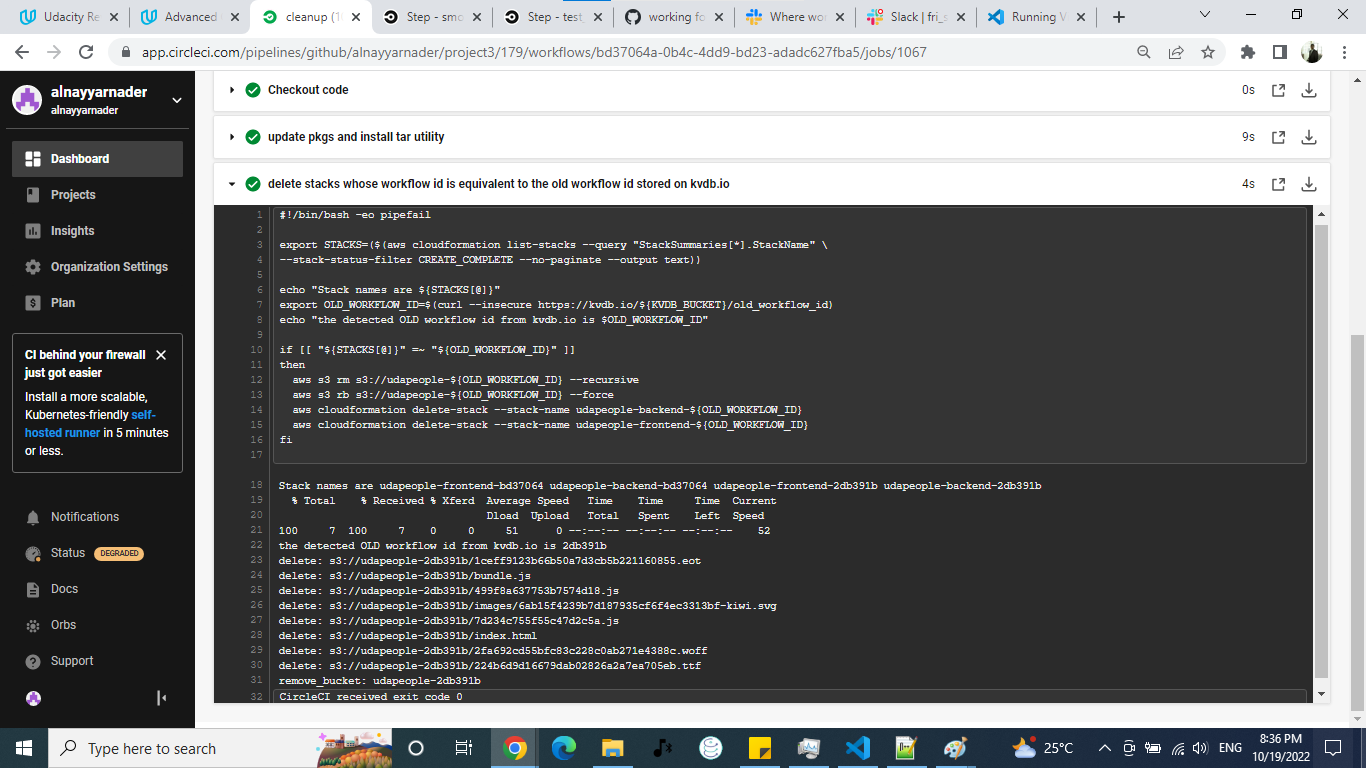 Udacity Re
Advanced
cleanup (1
Step - smo
Step - test_
working fo
Where wo
Slack | fri_s
Running V
app.circleci.com/pipelines/github/alnayyarnader/project3/179/workflows/bd37064a-0b4c-4dd9-bd23-adadc627fba5/jobs/1067
alnayyarnader
alnayyarnader
Dashboard
Projects
Insights
Organization Settings
Plan
CI behind your firewall
just got easier
Install a more scalable,
Kubernetes-friendly self-
hosted runner in 5 minutes
or less.
Notifications
Status DEGRADED
Docs
Orbs
Support
Checkout code 0s
update pkgs and install tar utility 9s
delete stacks whose workflow id is equivalent to the old workflow id stored on kvdb.io 4s
1 #!/bin/bash -eo pipefail
2
3 export STACKS=($(aws cloudformation list-stacks --query "StackSummaries[*].StackName" \
4 --stack-status-filter CREATE_COMPLETE --no-paginate --output text))
5
6 echo "Stack names are ${STACKS[@]}"
7 export OLD_WORKFLOW_ID=$(curl --insecure https://kvdb.io/${KVDB_BUCKET}/old_workflow_id)
8 echo "the detected OLD workflow id from kvdb.io is $OLD_WORKFLOW_ID"
9
10 if [[ "${STACKS[@]}" =~ "${OLD_WORKFLOW_ID}" ]]
11 then
12 aws s3 rm s3://udapeople-${OLD_WORKFLOW_ID} --recursive
13 aws s3 rb s3://udapeople-${OLD_WORKFLOW_ID} --force
14 aws cloudformation delete-stack --stack-name udapeople-backend-${OLD_WORKFLOW_ID}
15 aws cloudformation delete-stack --stack-name udapeople-frontend-${OLD_WORKFLOW_ID}
16 fi
17
18 Stack names are udapeople-frontend-bd37064 udapeople-backend-bd37064 udapeople-frontend-2db391b udapeople-backend-2db391b
19 % Total % Received % Xferd Average Speed Time Time Time Current
20 Dload Upload Total Spent Left Speed
21 100 7 100 7 0 0 51 0 --:--:-- --:--:-- --:--:-- 52
22 the detected OLD workflow id from kvdb.io is 2db391b
23 delete: s3://udapeople-2db391b/1ceff9123b66b50a7d3cb5b221160855.eot
24 delete: s3://udapeople-2db391b/bundle.js
25 delete: s3://udapeople-2db391b/499f8a637753b7574d18.js
26 delete: s3://udapeople-2db391b/images/6ab15f4239b7d187935cf6f4ec3313bf-kiwi.svg
27 delete: s3://udapeople-2db391b/7d234c755f55c47d2c5a.js
28 delete: s3://udapeople-2db391b/index.html
29 delete: s3://udapeople-2db391b/2fa692cd55bfc83c228c0ab271e4388c.woff
30 delete: s3://udapeople-2db391b/224b6d9d16679dab02826a2a7ea705eb.ttf
31 remove_bucket: udapeople-2db391b
32 CircleCI received exit code 0
Type here to search
25°C
ENG
8:36 PM
10/19/2022